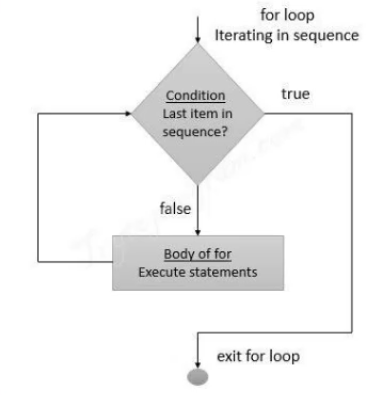 for loop
Iterating in sequence
Condition
Last item in
sequence?
true
false
Body of for
Execute statements
exit for loop